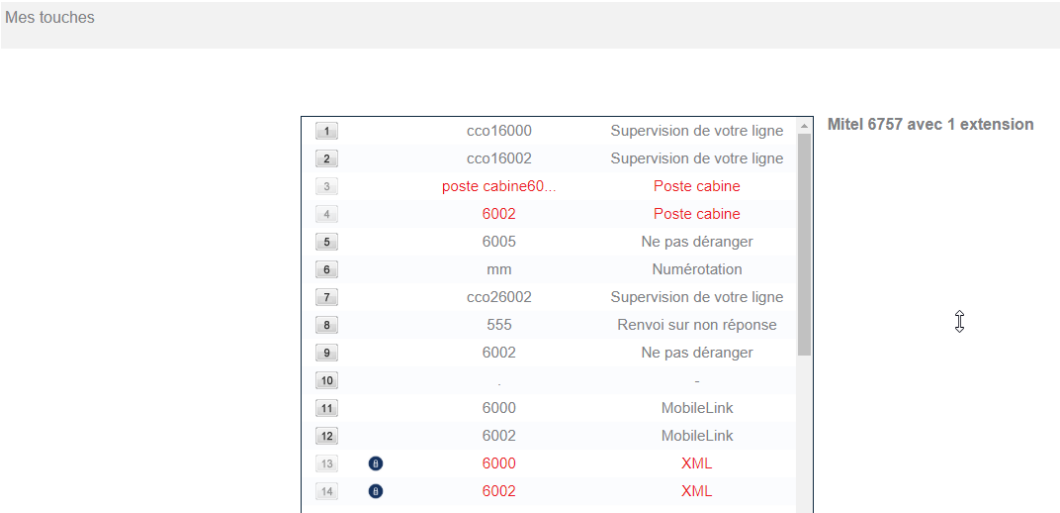 Mes touches
Mitel 6757 avec 1 extension
1 cco16000 Supervision de votre ligne
2 cco16002 Supervision de votre ligne
3 poste cabine60... Poste cabine
4 6002 Poste cabine
5 6005 Ne pas déranger
6 mm Numérotation
7 cco26002 Supervision de votre ligne
8 555 Renvoi sur non réponse
9 6002 Ne pas déranger
10 . -
11 6000 MobileLink
12 6002 MobileLink
13 6000 XML
14 6002 XML